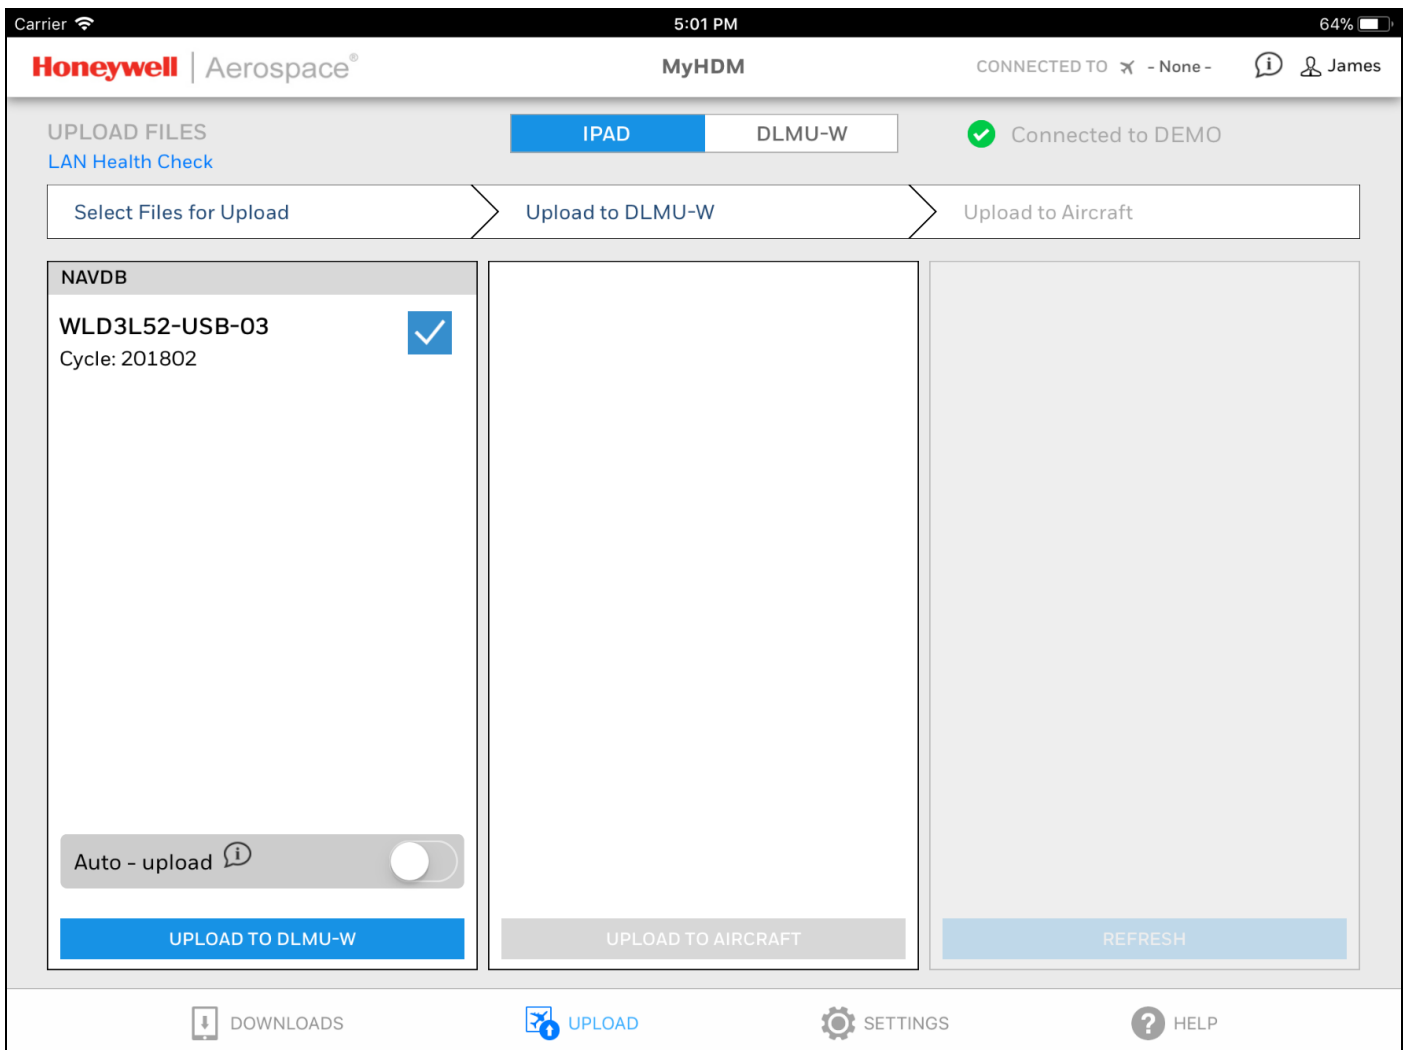 Carrier
5:01 PM
64%
Honeywell | Aerospace®
MyHDM
CONNECTED TO - None -
James
UPLOAD FILES
LAN Health Check
IPAD
DLMU-W
Connected to DEMO
Select Files for Upload
Upload to DLMU-W
Upload to Aircraft
NAVDB
WLD3L52-USB-03
Cycle: 201802
Auto - upload
UPLOAD TO DLMU-W
UPLOAD TO AIRCRAFT
REFRESH
DOWNLOADS
UPLOAD
SETTINGS
HELP